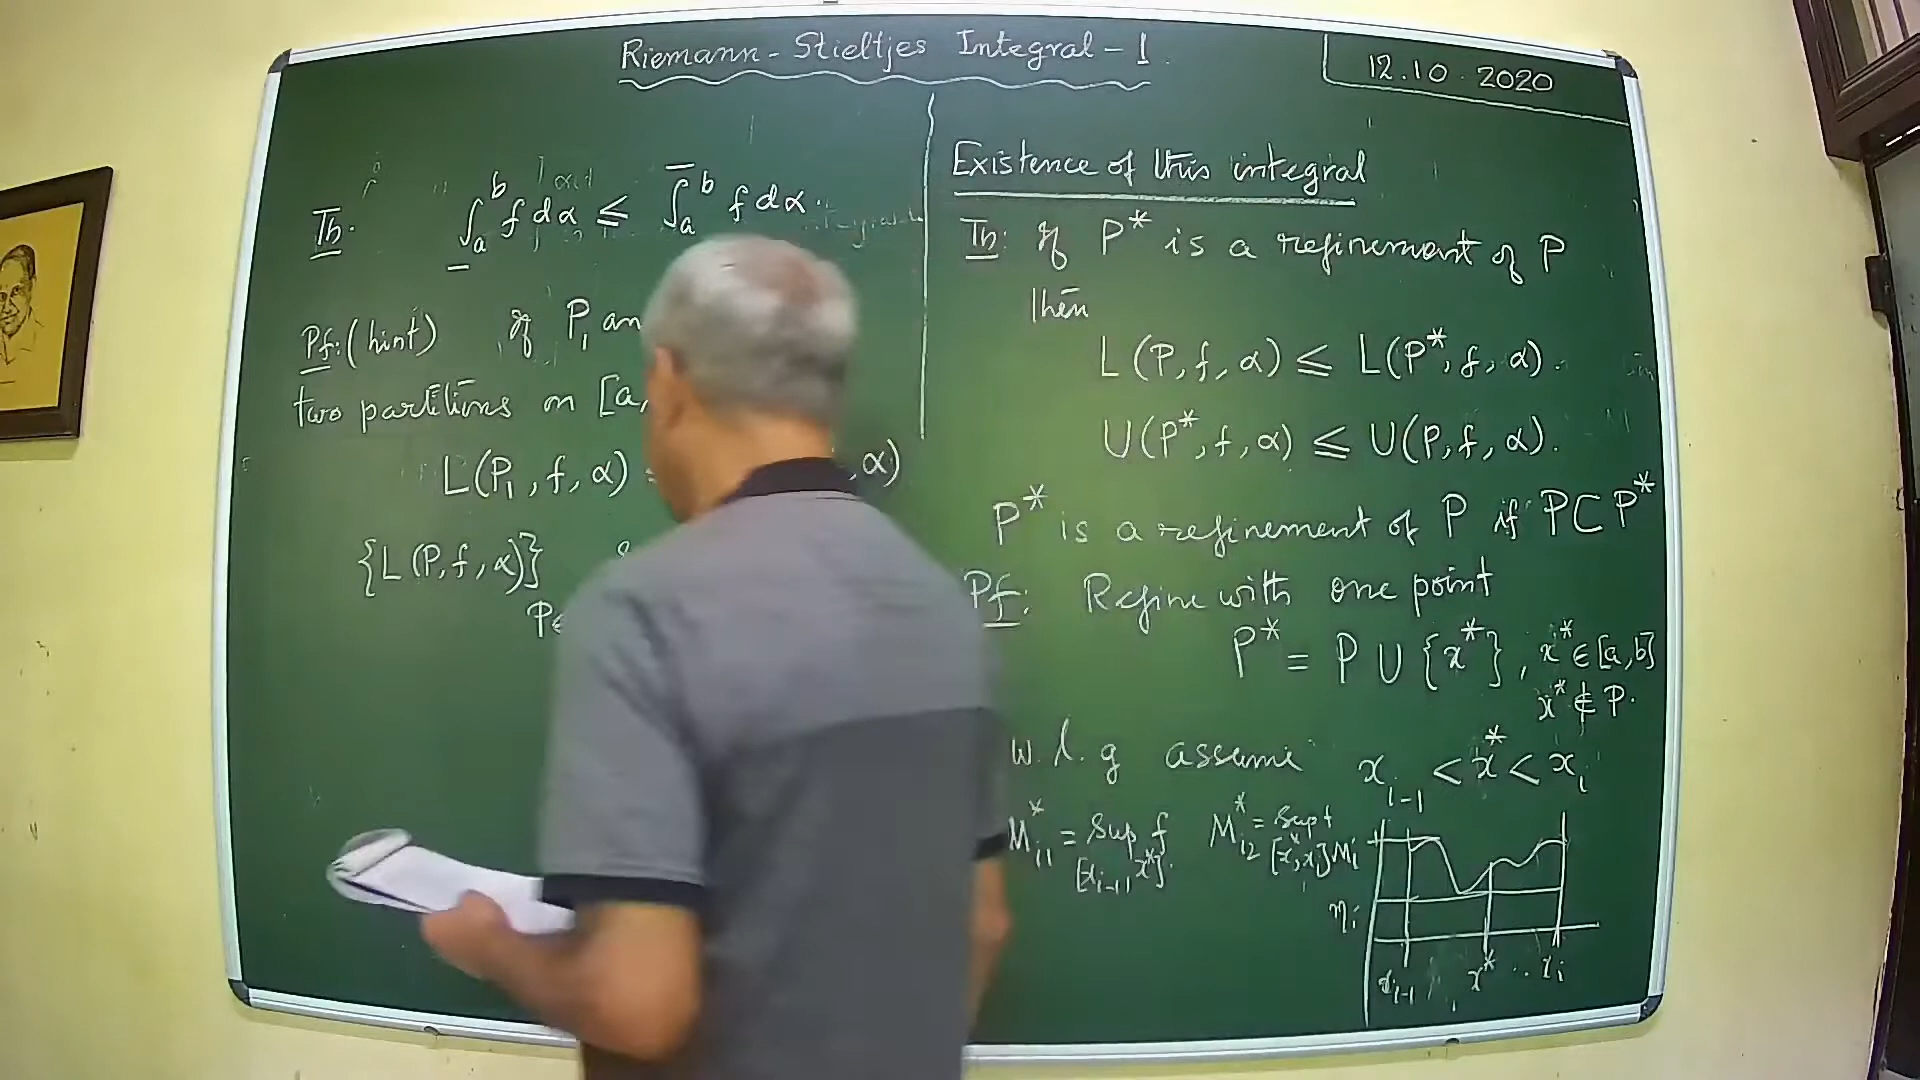 Riemann-Stieltjes Integral - 1
12.10.2020
Th. ∫_a^b f dα ≤ ∫̄_a^b f dα.
Pf: (hint) If P₁ an
two partitions on [a,
L(P₁, f, α)
, α)
{L(P, f, α)}
P∈
Existence of this integral
Th: If P* is a refinement of P
Then
L(P, f, α) ≤ L(P*, f, α).
U(P*, f, α) ≤ U(P, f, α).
P* is a refinement of P if P⊂P*
Pf: Refine with one point
P* = P ∪ {x*}, x* ∈ [a, b]
x* ∉ P.
w.l.g assume x_{i-1} < x* < x_i
M*_{i1} = Sup f M*_{i2} = Sup f
[x_{i-1}, x*]. [x*, x_i] M_i
x_{i-1} x* .. x_i